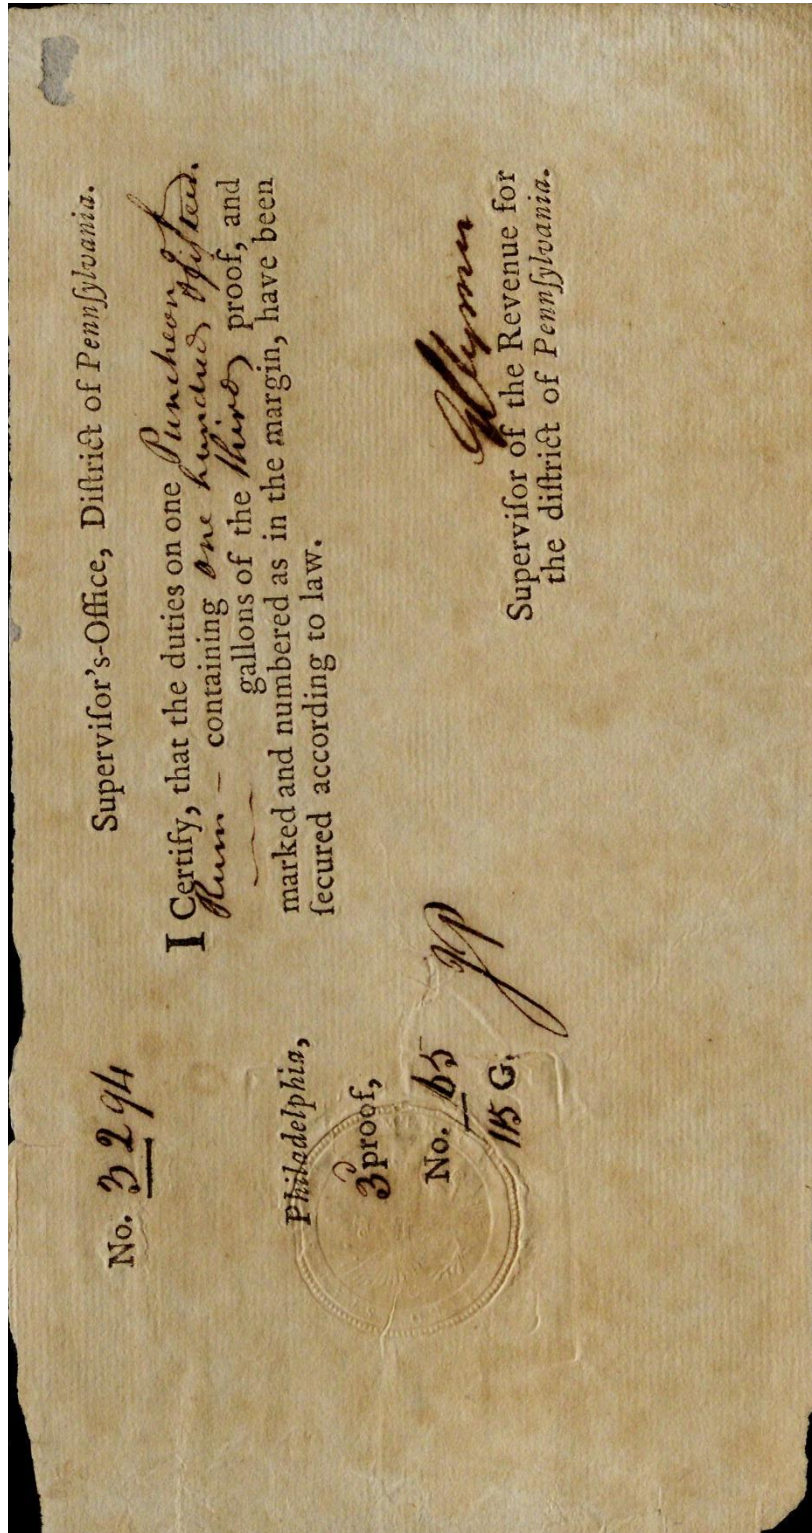 No. 3294
Superviſor's-Office, Diſtrict of Pennſylvania.
I Certify, that the duties on one Puncheon
Rum — containing one hundred & fifteen.
gallons of the third proof, and
marked and numbered as in the margin, have been
ſecured according to law.
Philadelphia,
3d proof,
No. 65
115 G.
GClymer
Superviſor of the Revenue for
the diſtrict of Pennſylvania.